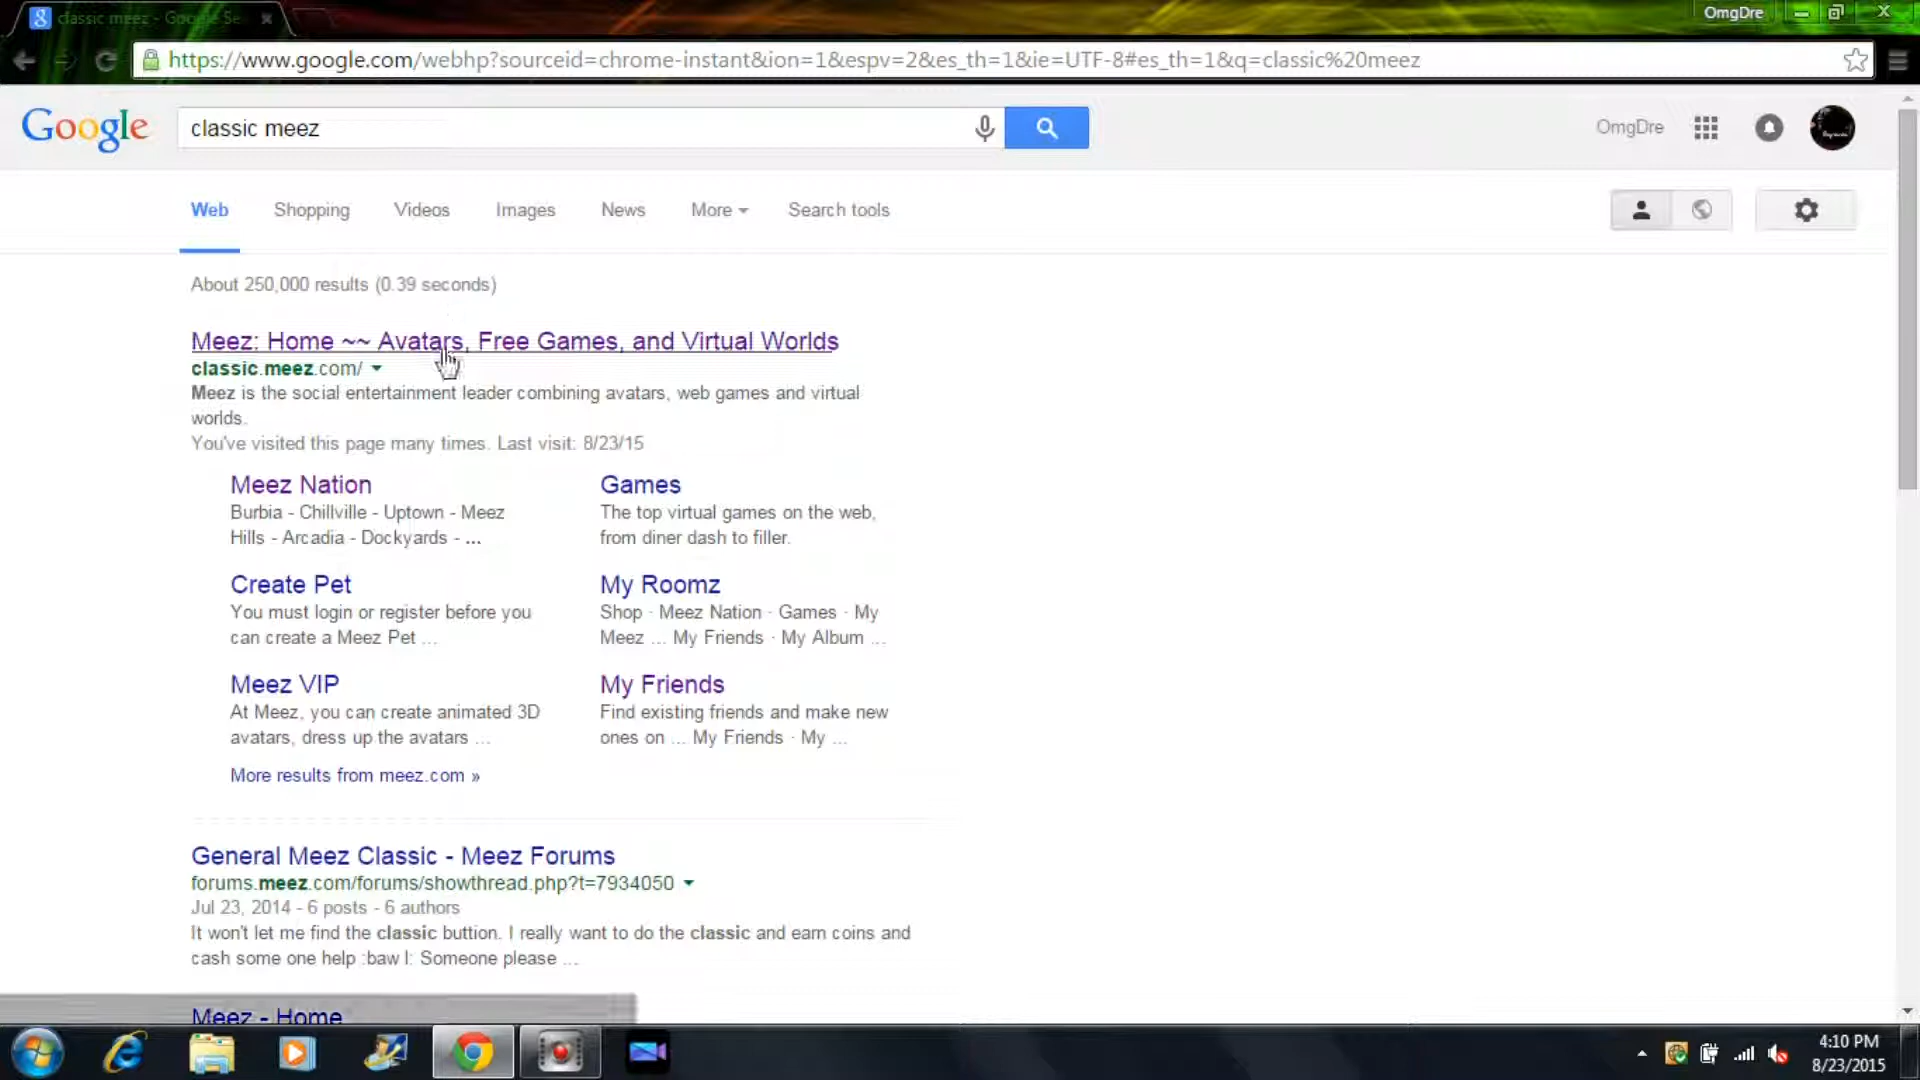 classic meez - Google Se
OmgDre
https://www.google.com/webhp?sourceid=chrome-instant&ion=1&espv=2&es_th=1&ie=UTF-8#es_th=1&q=classic%20meez
Google
classic meez
OmgDre
Web Shopping Videos Images News More Search tools
About 250,000 results (0.39 seconds)
Meez: Home ~~ Avatars, Free Games, and Virtual Worlds
classic.meez.com/
Meez is the social entertainment leader combining avatars, web games and virtual
worlds.
You've visited this page many times. Last visit: 8/23/15
Meez Nation
Burbia - Chillville - Uptown - Meez
Hills - Arcadia - Dockyards - ...
Games
The top virtual games on the web,
from diner dash to filler.
Create Pet
You must login or register before you
can create a Meez Pet ...
My Roomz
Shop · Meez Nation · Games · My
Meez ... My Friends · My Album ...
Meez VIP
At Meez, you can create animated 3D
avatars, dress up the avatars ...
My Friends
Find existing friends and make new
ones on ... My Friends · My ...
More results from meez.com »
General Meez Classic - Meez Forums
forums.meez.com/forums/showthread.php?t=7934050
Jul 23, 2014 - 6 posts - 6 authors
It won't let me find the classic buttion. I really want to do the classic and earn coins and
cash some one help :baw l: Someone please ...
Meez - Home
4:10 PM
8/23/2015